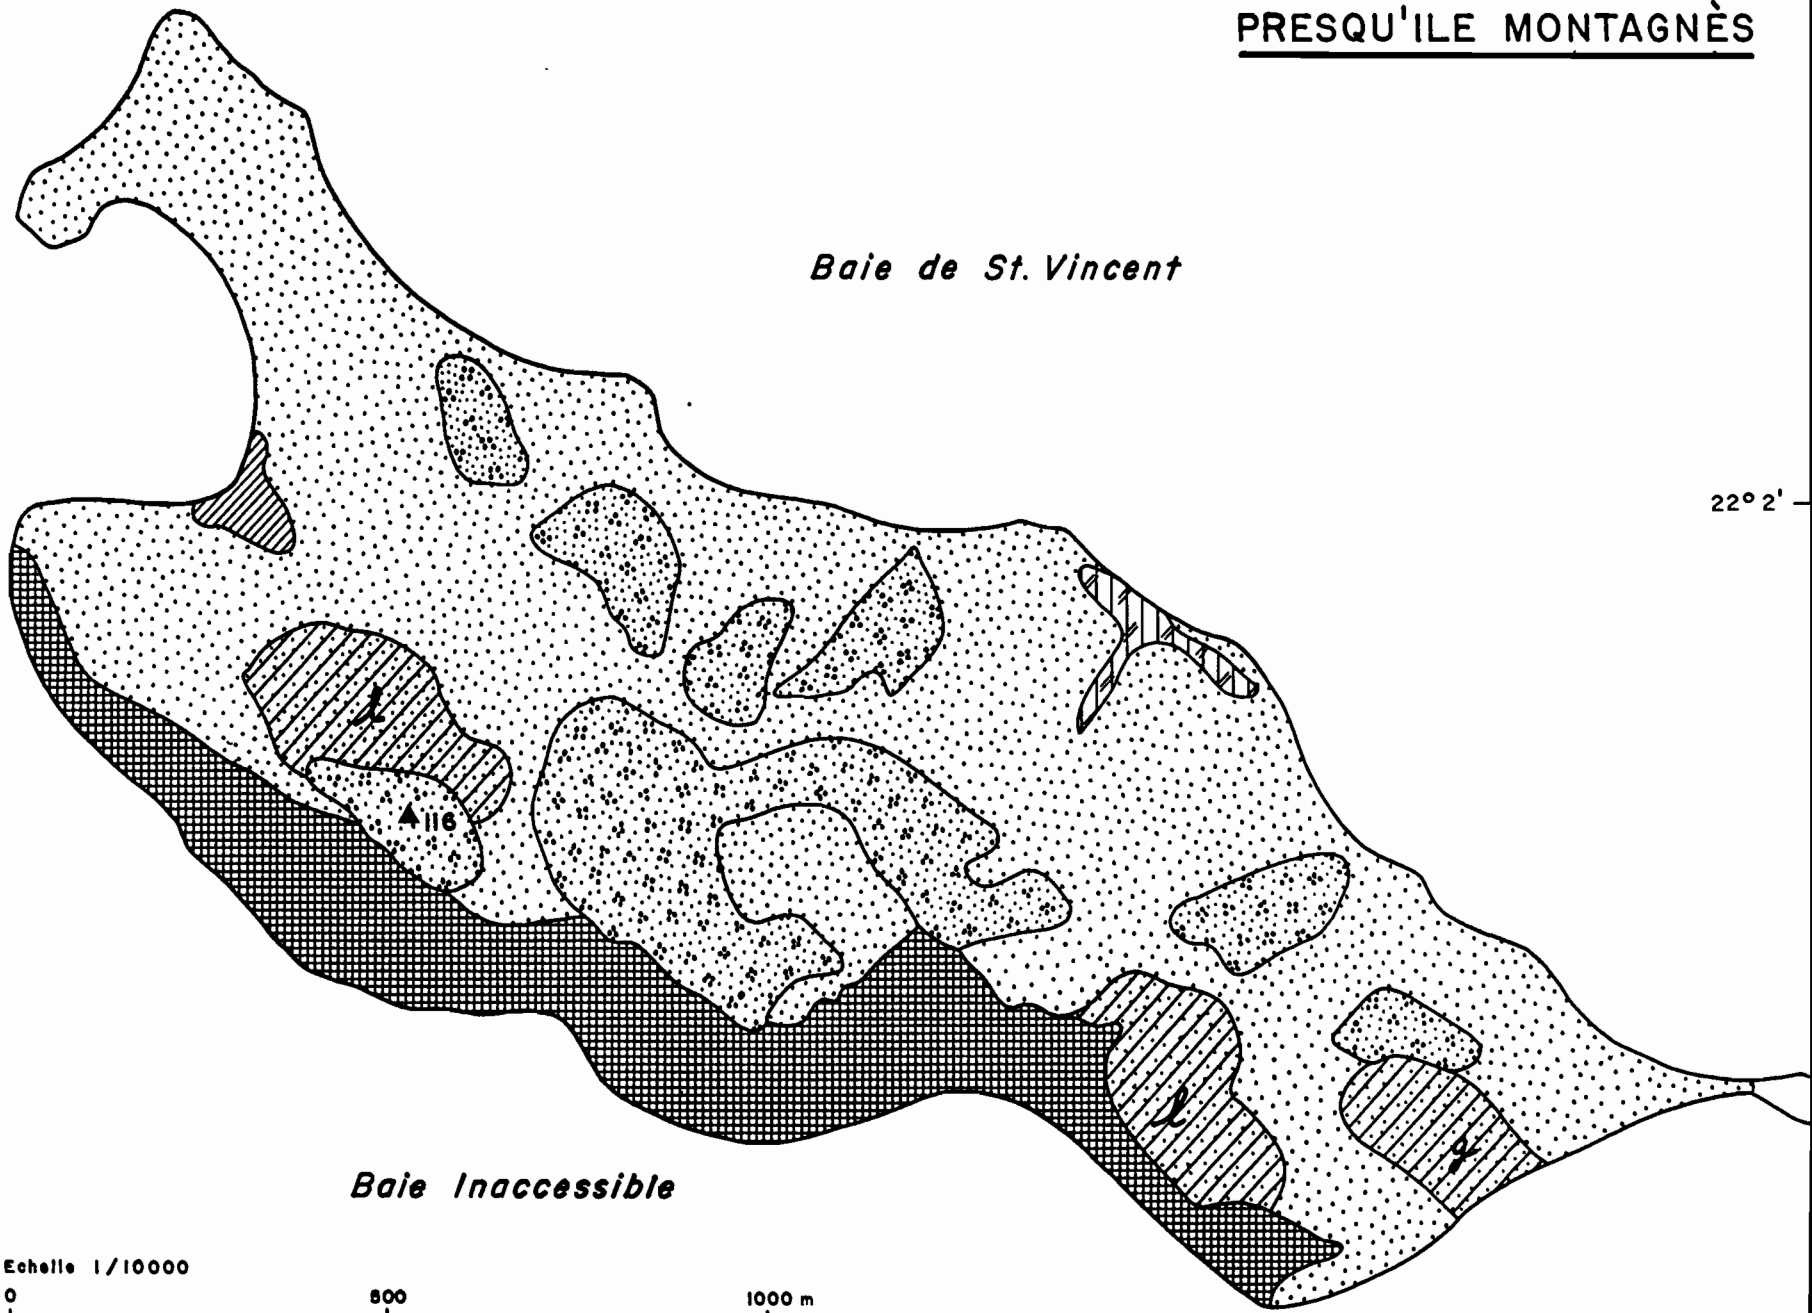 PRESQU'ILE MONTAGNÈS
Baie de St. Vincent
22° 2'
l
116
l
g
Baie Inaccessible
Echelle 1/10000
0 500 1000 m